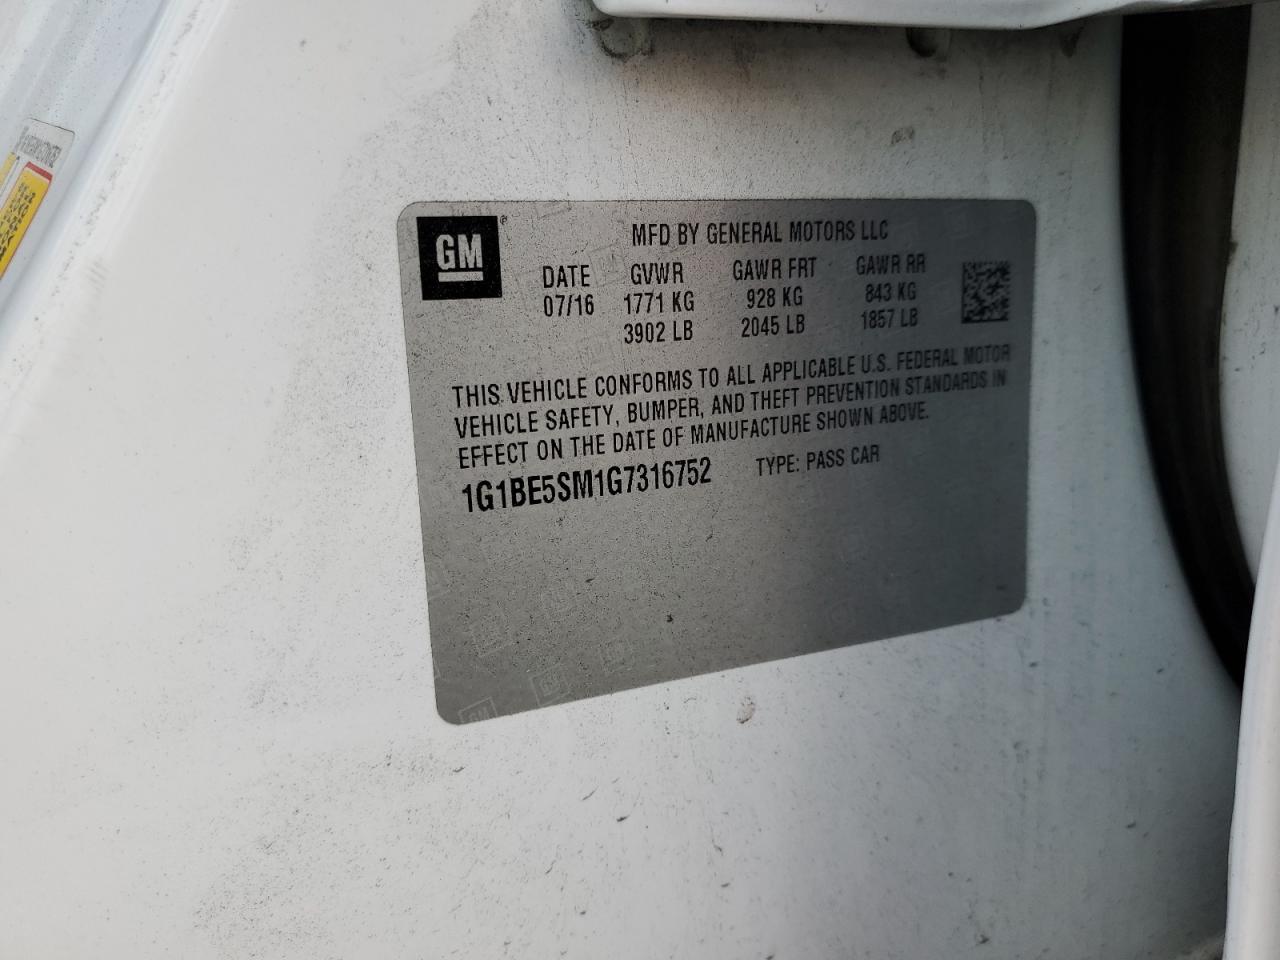 GM
MFD BY GENERAL MOTORS LLC
DATE GVWR GAWR FRT GAWR RR
07/16 1771 KG 928 KG 843 KG
3902 LB 2045 LB 1857 LB
THIS VEHICLE CONFORMS TO ALL APPLICABLE U.S. FEDERAL MOTOR
VEHICLE SAFETY, BUMPER, AND THEFT PREVENTION STANDARDS IN
EFFECT ON THE DATE OF MANUFACTURE SHOWN ABOVE.
1G1BE5SM1G7316752 TYPE: PASS CAR